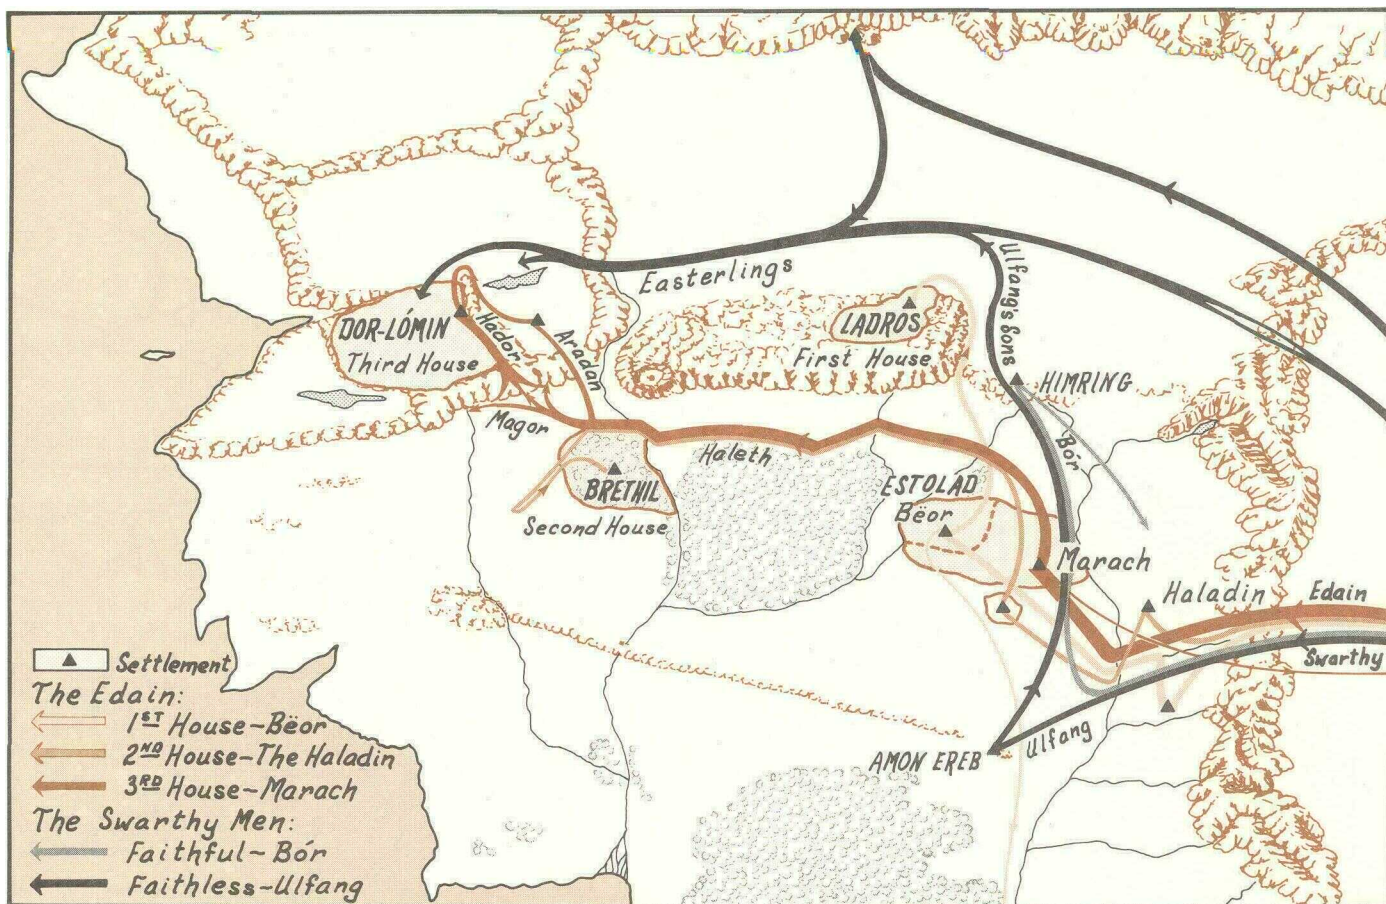 Easterlings
Ulfang's Sons
DOR-LÓMIN
Third House
Hador
Aradan
LADROS
First House
HIMRING
Magor
Haleth
Bór
BRETHIL
Second House
ESTOLAD
Bëor
Marach
Haladin
Edain
Swarthy
Ulfang
AMON EREB
Settlement
The Edain:
1ST House-Bëor
2ND House-The Haladin
3RD House-Marach
The Swarthy Men:
Faithful-Bór
Faithless-Ulfang